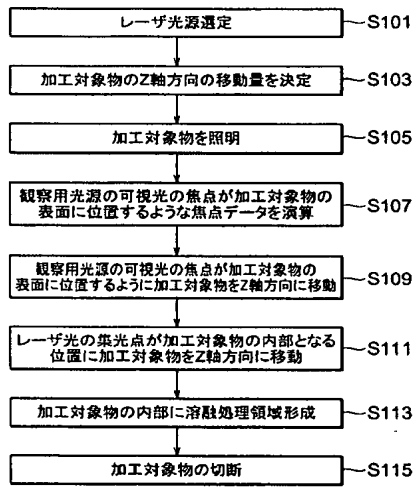 レーザ光源選定
S101
加工対象物のZ軸方向の移動量を決定
S103
加工対象物を照明
S105
観察用光源の可視光の焦点が加工対象物の
表面に位置するような焦点データを演算
S107
観察用光源の可視光の焦点が加工対象物の
表面に位置するように加工対象物をZ軸方向に移動
S109
レーザ光の集光点が加工対象物の内部となる
位置に加工対象物をZ軸方向に移動
S111
加工対象物の内部に溶融処理領域形成
S113
加工対象物の切断
S115